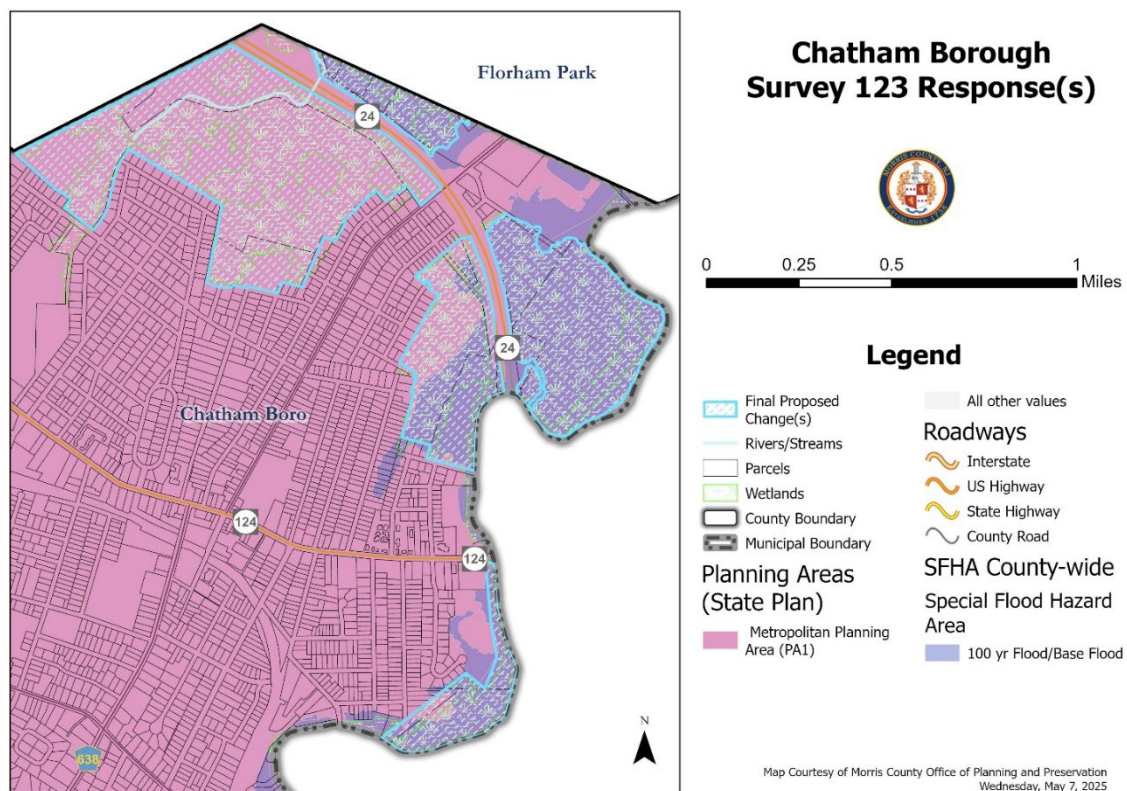 Florham Park
24
24
Chatham Boro
124
124
638
N
Chatham Borough
Survey 123 Response(s)
MORRIS COUNTY, NJ
0 0.25 0.5 1
Miles
Legend
Final Proposed
Change(s)
Rivers/Streams
Parcels
Wetlands
County Boundary
Municipal Boundary
Planning Areas
(State Plan)
Metropolitan Planning
Area (PA1)
All other values
Roadways
Interstate
US Highway
State Highway
County Road
SFHA County-wide
Special Flood Hazard
Area
100 yr Flood/Base Flood
Map Courtesy of Morris County Office of Planning and Preservation
Wednesday, May 7, 2025